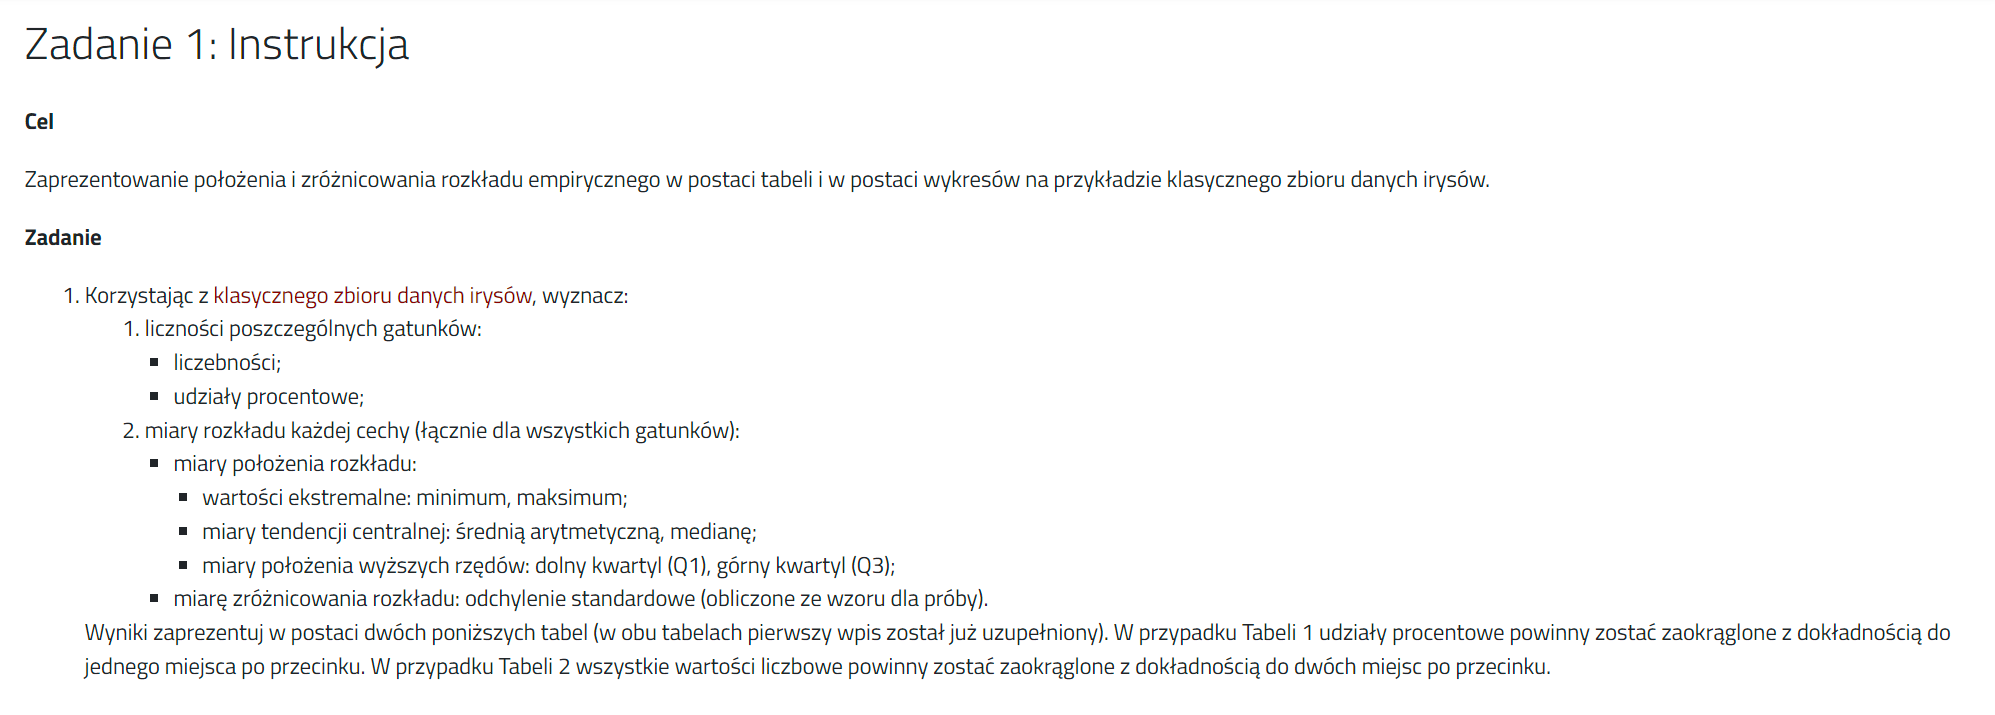 Zadanie 1: Instrukcja
Cel
Zaprezentowanie położenia i zróżnicowania rozkładu empirycznego w postaci tabeli i w postaci wykresów na przykładzie klasycznego zbioru danych irysów.
Zadanie
1. Korzystając z klasycznego zbioru danych irysów, wyznacz:
1. liczności poszczególnych gatunków:
▪ liczebności;
▪ udziały procentowe;
2. miary rozkładu każdej cechy (łącznie dla wszystkich gatunków):
▪ miary położenia rozkładu:
▪ wartości ekstremalne: minimum, maksimum;
▪ miary tendencji centralnej: średnią arytmetyczną, medianę;
▪ miary położenia wyższych rzędów: dolny kwartyl (Q1), górny kwartyl (Q3);
▪ miarę zróżnicowania rozkładu: odchylenie standardowe (obliczone ze wzoru dla próby).
Wyniki zaprezentuj w postaci dwóch poniższych tabel (w obu tabelach pierwszy wpis został już uzupełniony). W przypadku Tabeli 1 udziały procentowe powinny zostać zaokrąglone z dokładnością do
jednego miejsca po przecinku. W przypadku Tabeli 2 wszystkie wartości liczbowe powinny zostać zaokrąglone z dokładnością do dwóch miejsc po przecinku.